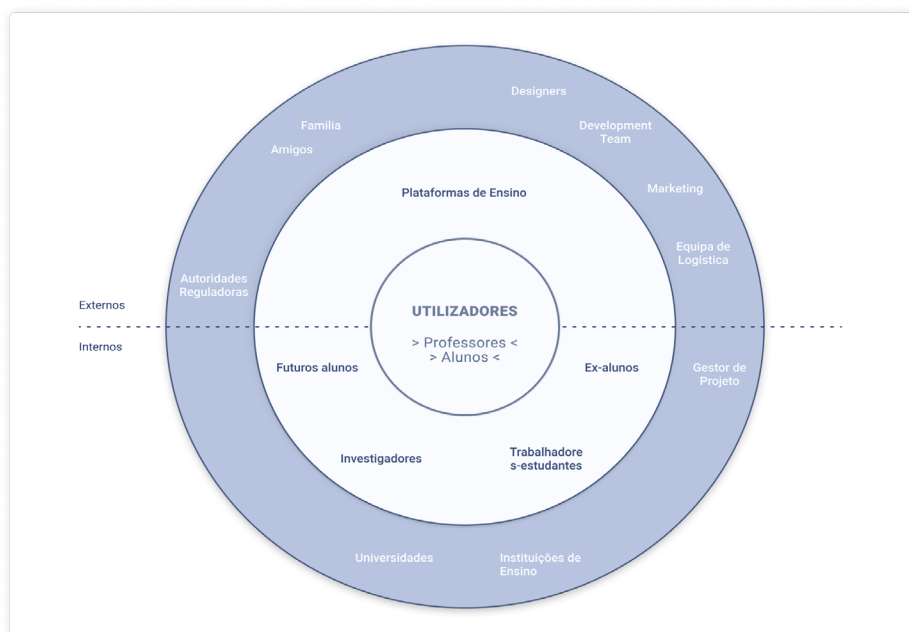 Designers
Familia
Development
Team
Amigos
Marketing
Plataformas de Ensino
Equipa de
Logística
Autoridades
Reguladoras
Externos
UTILIZADORES
> Professores <
> Alunos <
Internos
Futuros alunos
Ex-alunos
Gestor de
Projeto
Investigadores
Trabalhadore
s-estudantes
Universidades
Instituições de
Ensino